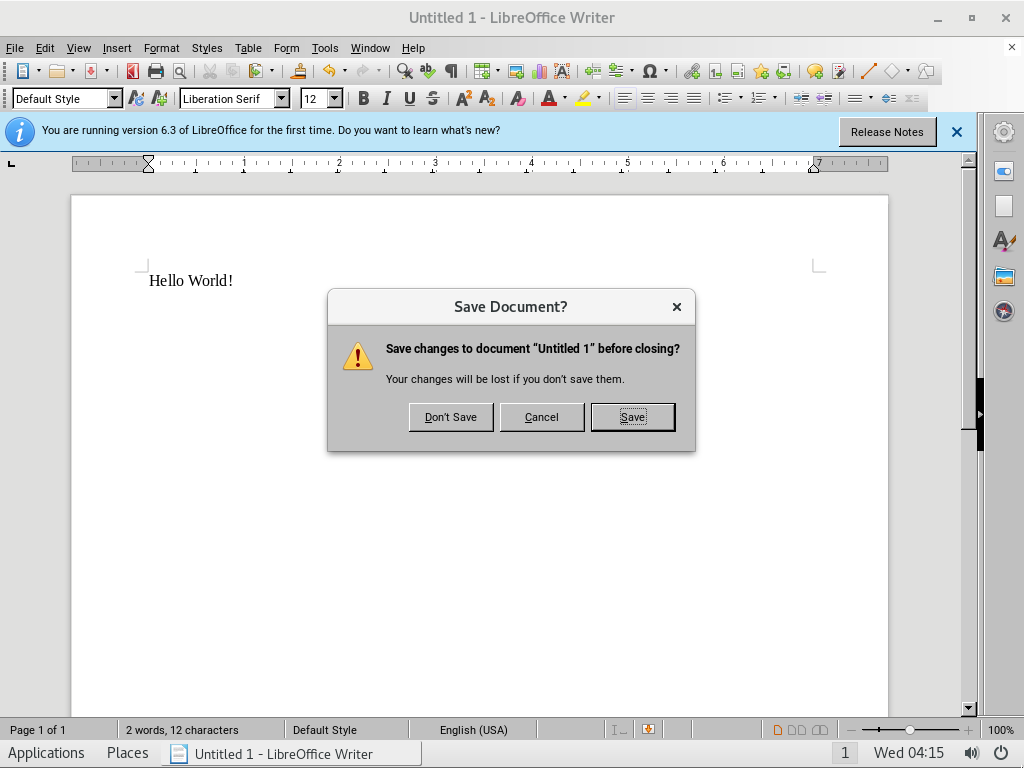 Untitled 1 - LibreOffice Writer
File Edit View Insert Format Styles Table Form Tools Window Help
Default Style Liberation Serif 12
You are running version 6.3 of LibreOffice for the first time. Do you want to learn what's new? Release Notes
1 2 3 4 5 6 7
Hello World!
Save Document?
Save changes to document “Untitled 1” before closing?
Your changes will be lost if you don’t save them.
Don’t Save Cancel Save
Page 1 of 1 2 words, 12 characters Default Style English (USA) 100%
Applications Places Untitled 1 - LibreOffice Writer 1 Wed 04:15